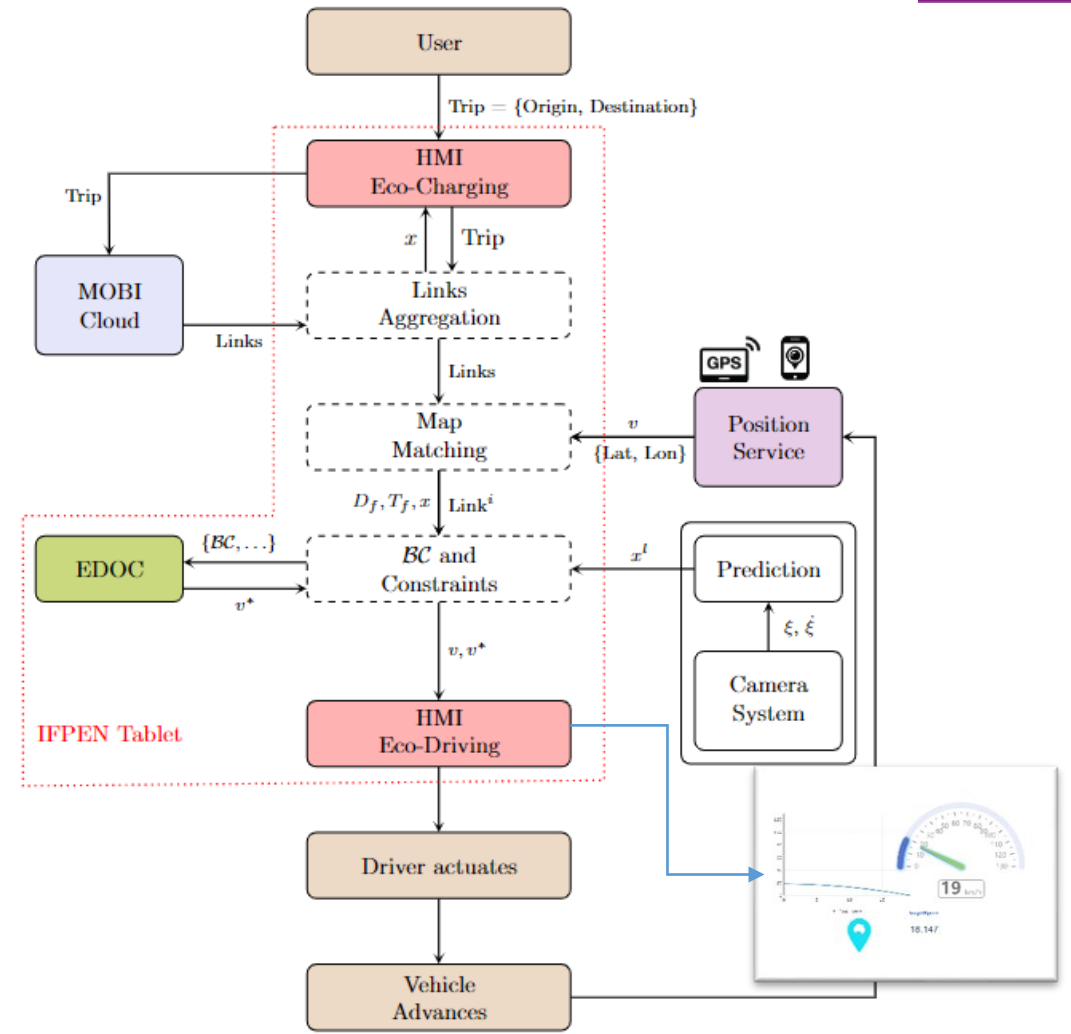 User
Trip = {Origin, Destination}
HMI
Eco-Charging
Trip
x
Trip
MOBI
Cloud
Links
Aggregation
Links
Links
GPS
Map
Matching
v
{Lat, Lon}
Position
Service
D_f, T_f, x
Link^i
EDOC
{BC, ...}
v*
BC and
Constraints
x^l
Prediction
ξ, ξ̇
Camera
System
v, v*
IFPEN Tablet
HMI
Eco-Driving
Driver actuates
19 km/h
18.147
Vehicle
Advances